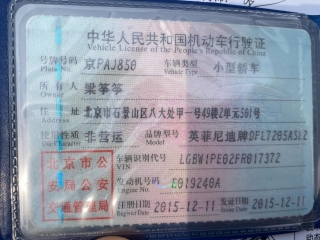 中华人民共和国机动车行驶证
Vehicle License of the People's Republic of China
号牌号码 京PAJ850 车辆类型 小型轿车
Plate No. Vehicle Type
所有人 梁筝筝
Owner
住址 北京市石景山区八大处甲一号49楼2单元501号
Address
使用性质 非营运 品牌型号 英菲尼迪牌DFL7205ASL2
Use Character Model
北京市公安局公安交通管理局
车辆识别代号 LGBW1PE02FR017372
VIN
发动机号码 E019240A
Engine No.
注册日期 2015-12-11 发证日期 2015-12-11
Register Date Issue Date